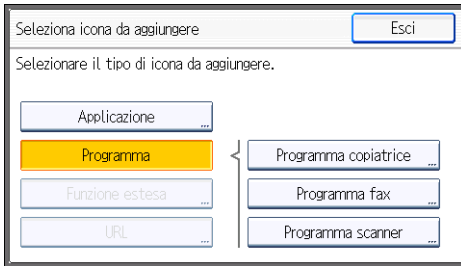 Seleziona icona da aggiungere
Esci
Selezionare il tipo di icona da aggiungere.
Applicazione
Programma
Programma copiatrice
Funzione estesa
Programma fax
URL
Programma scanner